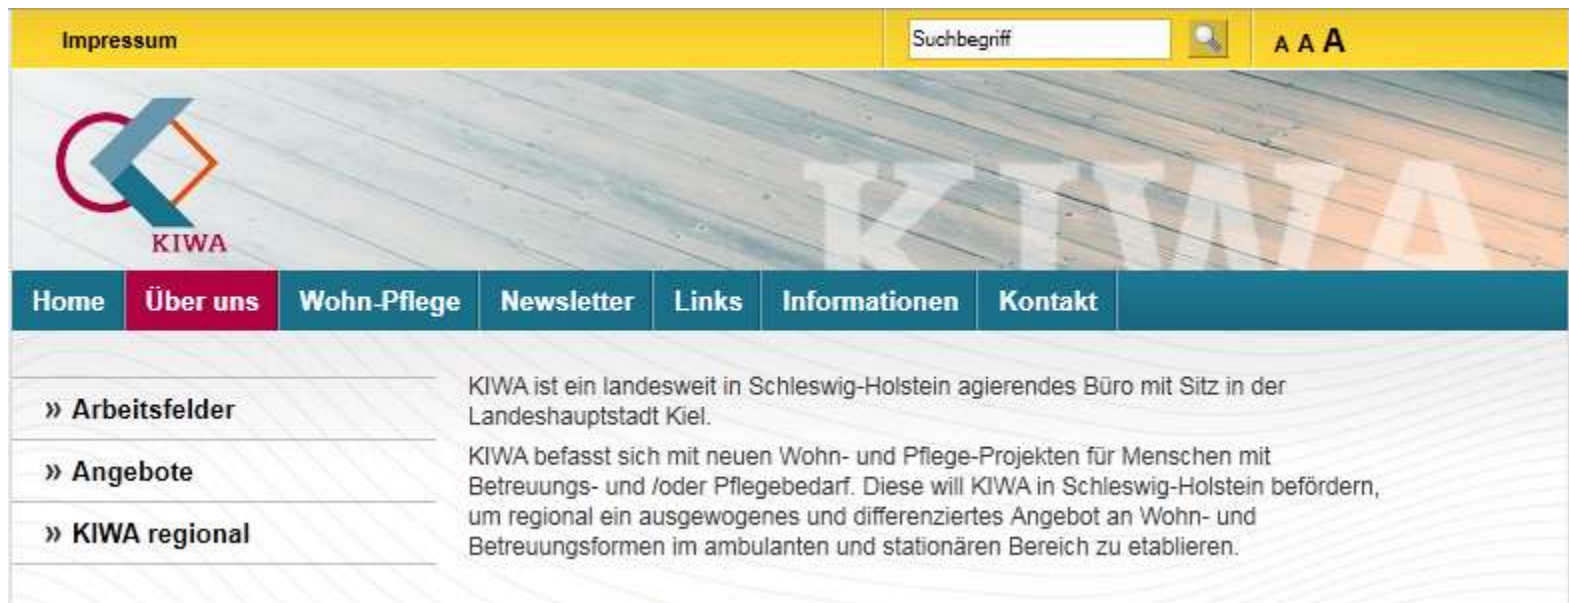 Impressum
Suchbegriff
A A A
KIWA
KIWA
Home Über uns Wohn-Pflege Newsletter Links Informationen Kontakt
» Arbeitsfelder
» Angebote
» KIWA regional
KIWA ist ein landesweit in Schleswig-Holstein agierendes Büro mit Sitz in der
Landeshauptstadt Kiel.
KIWA befasst sich mit neuen Wohn- und Pflege-Projekten für Menschen mit
Betreuungs- und /oder Pflegebedarf. Diese will KIWA in Schleswig-Holstein befördern,
um regional ein ausgewogenes und differenziertes Angebot an Wohn- und
Betreuungsformen im ambulanten und stationären Bereich zu etablieren.